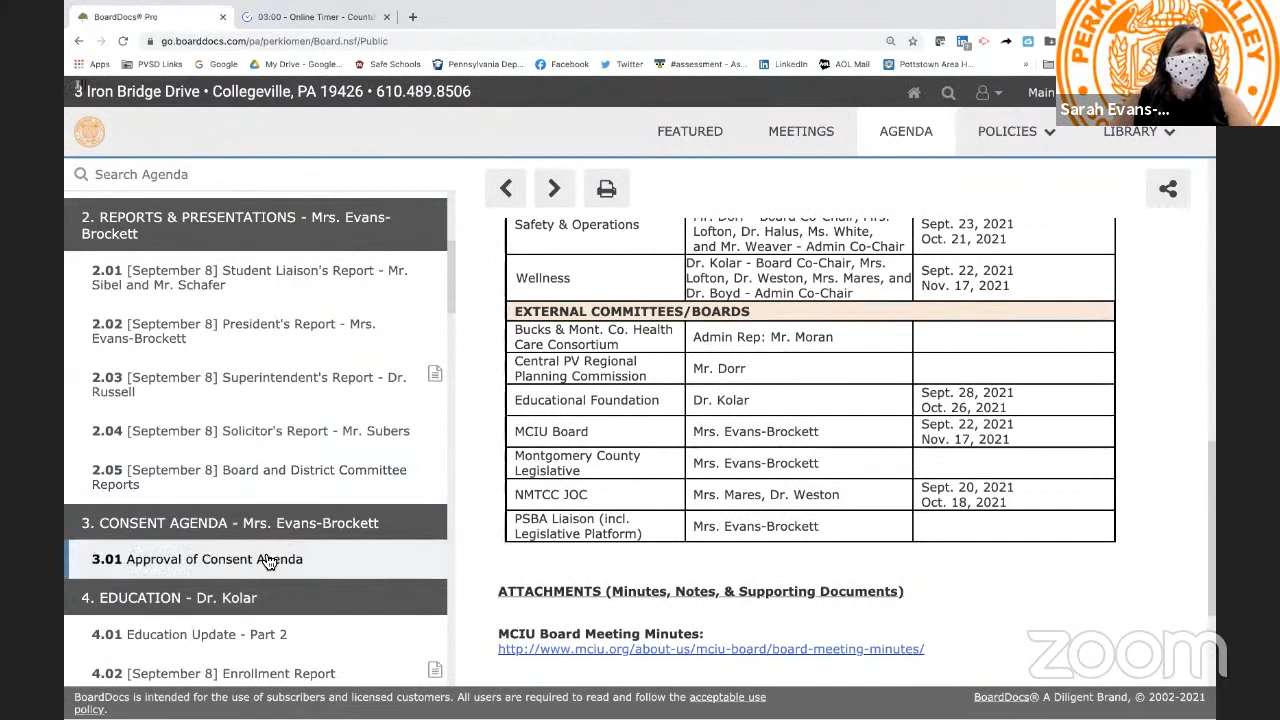 BoardDocs® Pro
03:00 - Online Timer - Countd
go.boarddocs.com/pa/perkiomen/Board.nsf/Public
Apps PVSD Links Google My Drive - Google... Safe Schools Pennsylvania Dep... Facebook Twitter #assessment - As... LinkedIn AOL Mail Pottstown Area H... »
3 Iron Bridge Drive • Collegeville, PA 19426 • 610.489.8506
Main
Sarah Evans-...
FEATURED MEETINGS AGENDA POLICIES LIBRARY
Search Agenda
2. REPORTS & PRESENTATIONS - Mrs. Evans-
Brockett
2.01 [September 8] Student Liaison's Report - Mr.
Sibel and Mr. Schafer
2.02 [September 8] President's Report - Mrs.
Evans-Brockett
2.03 [September 8] Superintendent's Report - Dr.
Russell
2.04 [September 8] Solicitor's Report - Mr. Subers
2.05 [September 8] Board and District Committee
Reports
3. CONSENT AGENDA - Mrs. Evans-Brockett
3.01 Approval of Consent Agenda
4. EDUCATION - Dr. Kolar
4.01 Education Update - Part 2
4.02 [September 8] Enrollment Report
Safety & Operations
Mr. Dorr - Board Co-Chair, Mrs.
Lofton, Dr. Halus, Ms. White,
and Mr. Weaver - Admin Co-Chair
Sept. 23, 2021
Oct. 21, 2021
Wellness
Dr. Kolar - Board Co-Chair, Mrs.
Lofton, Dr. Weston, Mrs. Mares, and
Dr. Boyd - Admin Co-Chair
Sept. 22, 2021
Nov. 17, 2021
EXTERNAL COMMITTEES/BOARDS
Bucks & Mont. Co. Health
Care Consortium
Admin Rep: Mr. Moran
Central PV Regional
Planning Commission
Mr. Dorr
Educational Foundation
Dr. Kolar
Sept. 28, 2021
Oct. 26, 2021
MCIU Board
Mrs. Evans-Brockett
Sept. 22, 2021
Nov. 17, 2021
Montgomery County
Legislative
Mrs. Evans-Brockett
NMTCC JOC
Mrs. Mares, Dr. Weston
Sept. 20, 2021
Oct. 18, 2021
PSBA Liaison (incl.
Legislative Platform)
Mrs. Evans-Brockett
ATTACHMENTS (Minutes, Notes, & Supporting Documents)
MCIU Board Meeting Minutes:
http://www.mciu.org/about-us/mciu-board/board-meeting-minutes/
zoom
BoardDocs is intended for the use of subscribers and licensed customers. All users are required to read and follow the acceptable use
policy.
BoardDocs® A Diligent Brand, © 2002-2021